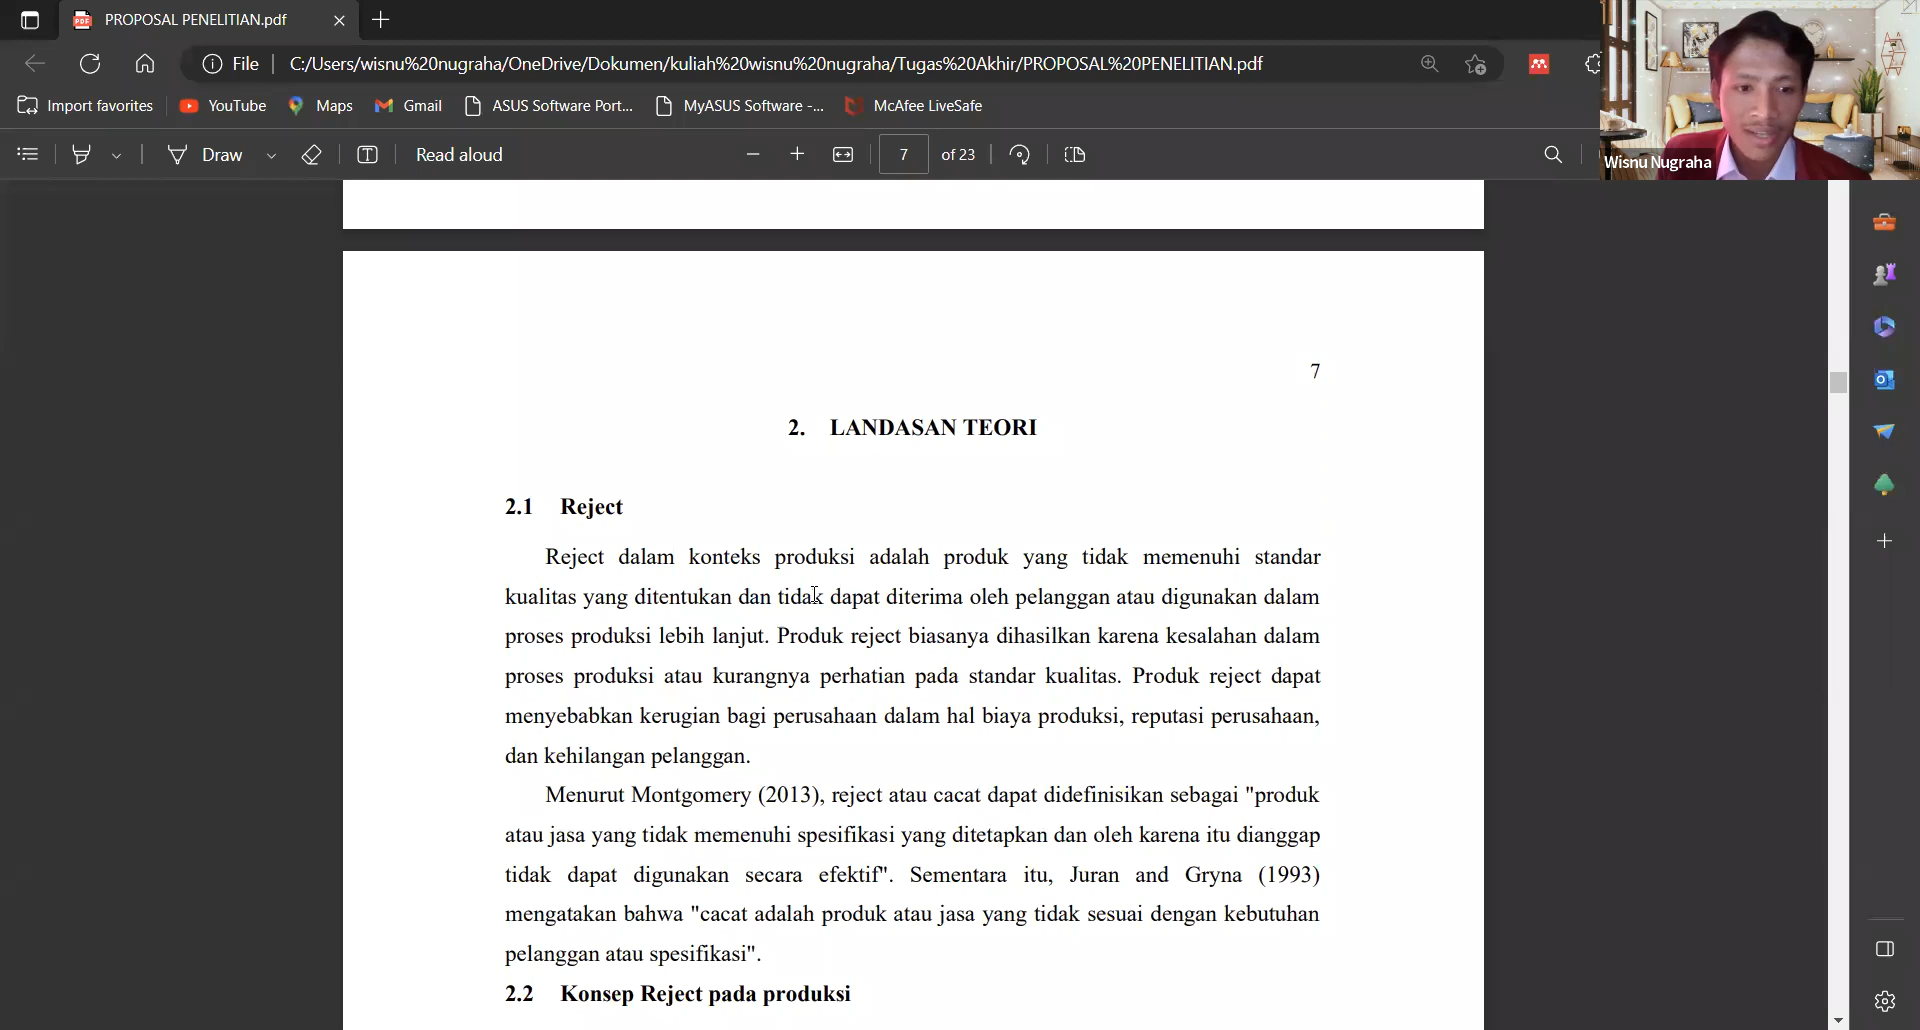 PROPOSAL PENELITIAN.pdf
File
C:/Users/wisnu%20nugraha/OneDrive/Dokumen/kuliah%20wisnu%20nugraha/Tugas%20Akhir/PROPOSAL%20PENELITIAN.pdf
Import favorites YouTube Maps Gmail ASUS Software Port... MyASUS Software -... McAfee LiveSafe
Draw Read aloud 7 of 23
Wisnu Nugraha
7
2. LANDASAN TEORI
2.1 Reject
Reject dalam konteks produksi adalah produk yang tidak memenuhi standar
kualitas yang ditentukan dan tidak dapat diterima oleh pelanggan atau digunakan dalam
proses produksi lebih lanjut. Produk reject biasanya dihasilkan karena kesalahan dalam
proses produksi atau kurangnya perhatian pada standar kualitas. Produk reject dapat
menyebabkan kerugian bagi perusahaan dalam hal biaya produksi, reputasi perusahaan,
dan kehilangan pelanggan.
Menurut Montgomery (2013), reject atau cacat dapat didefinisikan sebagai "produk
atau jasa yang tidak memenuhi spesifikasi yang ditetapkan dan oleh karena itu dianggap
tidak dapat digunakan secara efektif". Sementara itu, Juran and Gryna (1993)
mengatakan bahwa "cacat adalah produk atau jasa yang tidak sesuai dengan kebutuhan
pelanggan atau spesifikasi".
2.2 Konsep Reject pada produksi